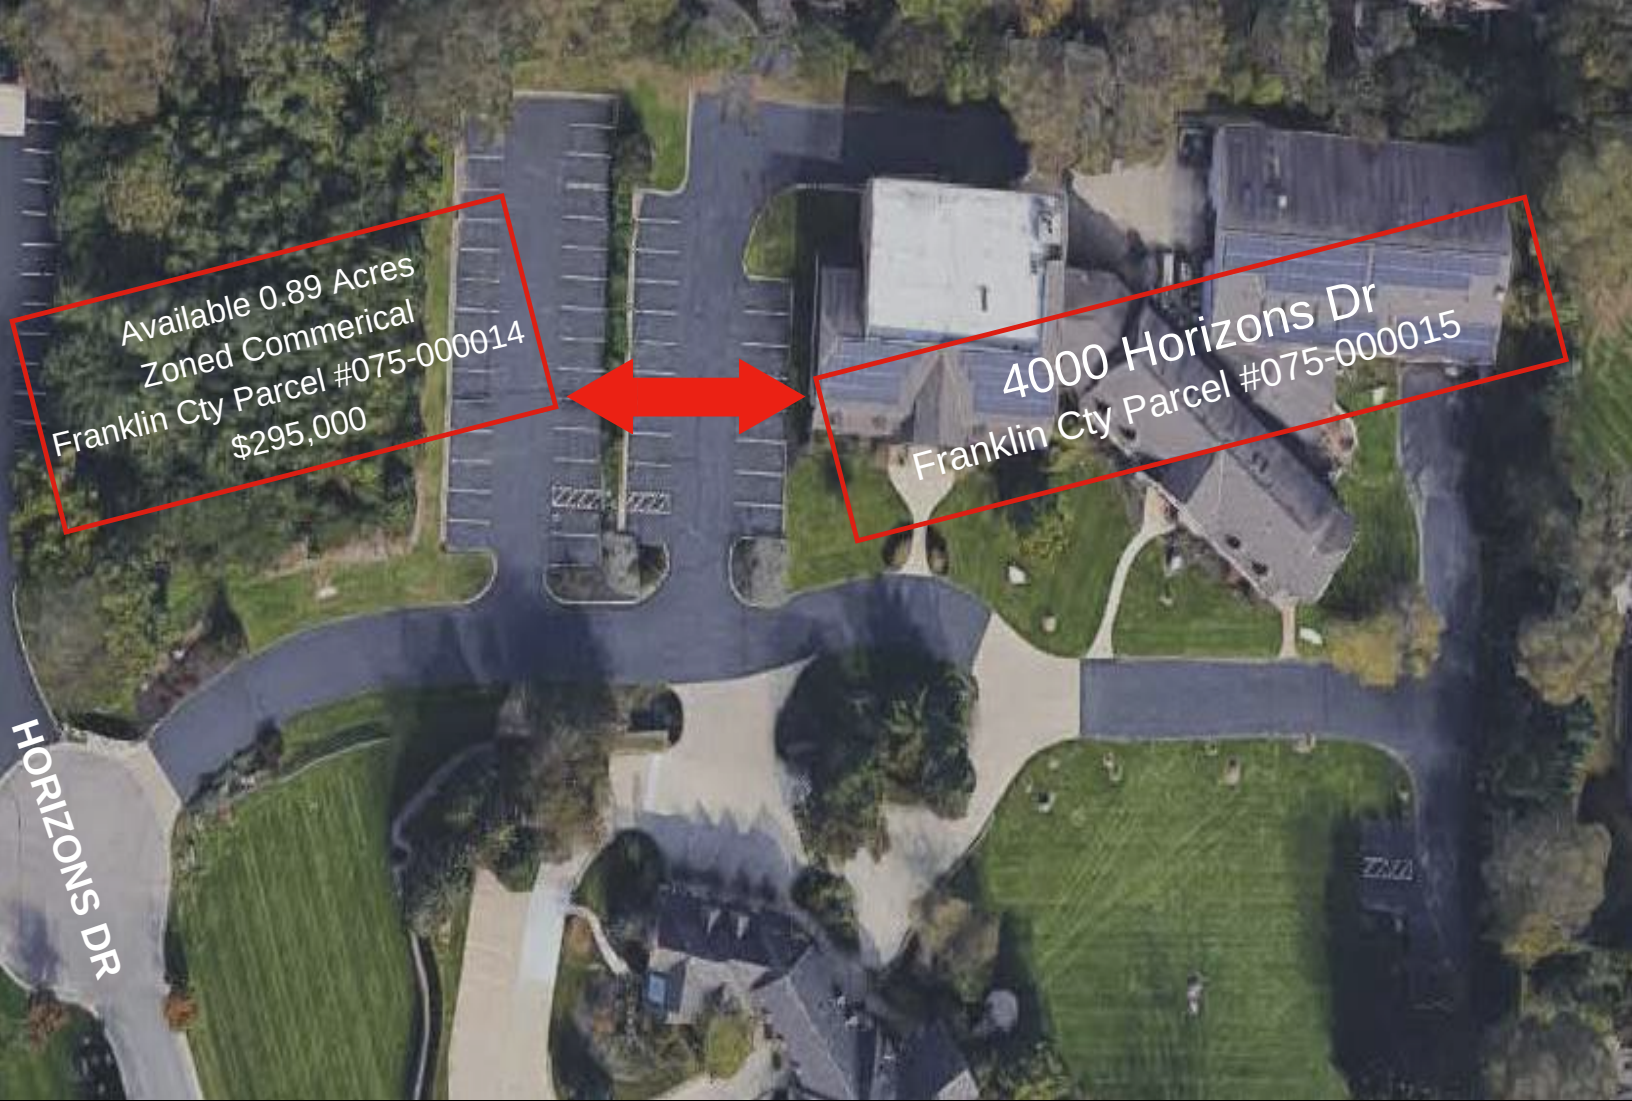 Available 0.89 Acres
Zoned Commerical
Franklin Cty Parcel #075-000014
$295,000
4000 Horizons Dr
Franklin Cty Parcel #075-000015
HORIZONS DR